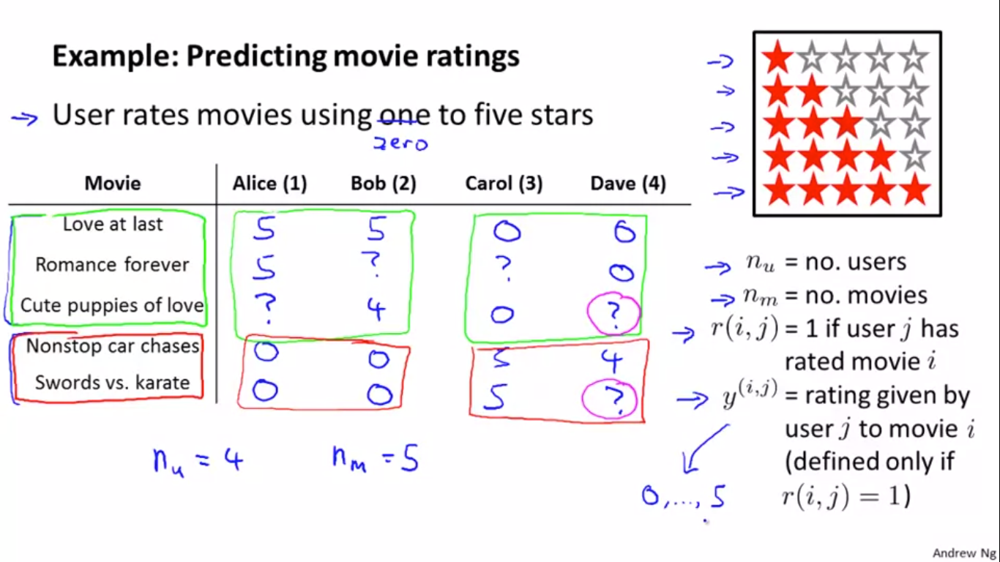 Example: Predicting movie ratings
User rates movies using one to five stars
zero
Movie Alice (1) Bob (2) Carol (3) Dave (4)
Love at last 5 5 0 0
Romance forever 5 ? ? 0
Cute puppies of love ? 4 0 ?
Nonstop car chases 0 0 5 4
Swords vs. karate 0 0 5 ?
n_u = 4 n_m = 5
n_u = no. users
n_m = no. movies
r(i, j) = 1 if user j has
rated movie i
y^(i,j) = rating given by
user j to movie i
(defined only if
r(i, j) = 1)
0, ..., 5
Andrew Ng